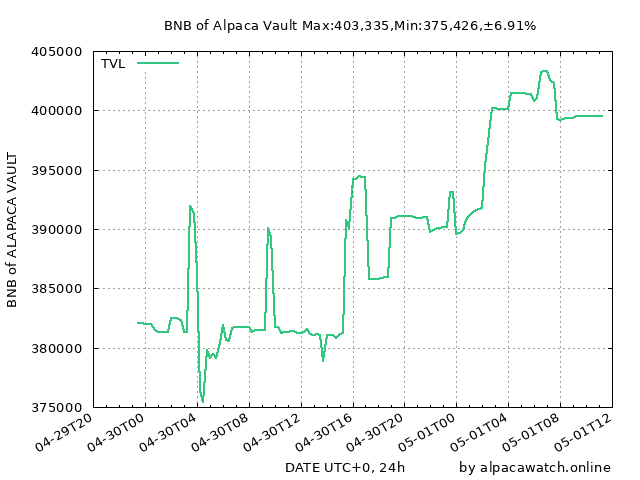 BNB of Alpaca Vault Max:403,335,Min:375,426,±6.91%
405000
TVL
400000
395000
390000
385000
380000
375000
BNB of ALAPACA VAULT
04-29T20
04-30T00
04-30T04
04-30T08
04-30T12
04-30T16
04-30T20
05-01T00
05-01T04
05-01T08
05-01T12
DATE UTC+0, 24h
by alpacawatch.online